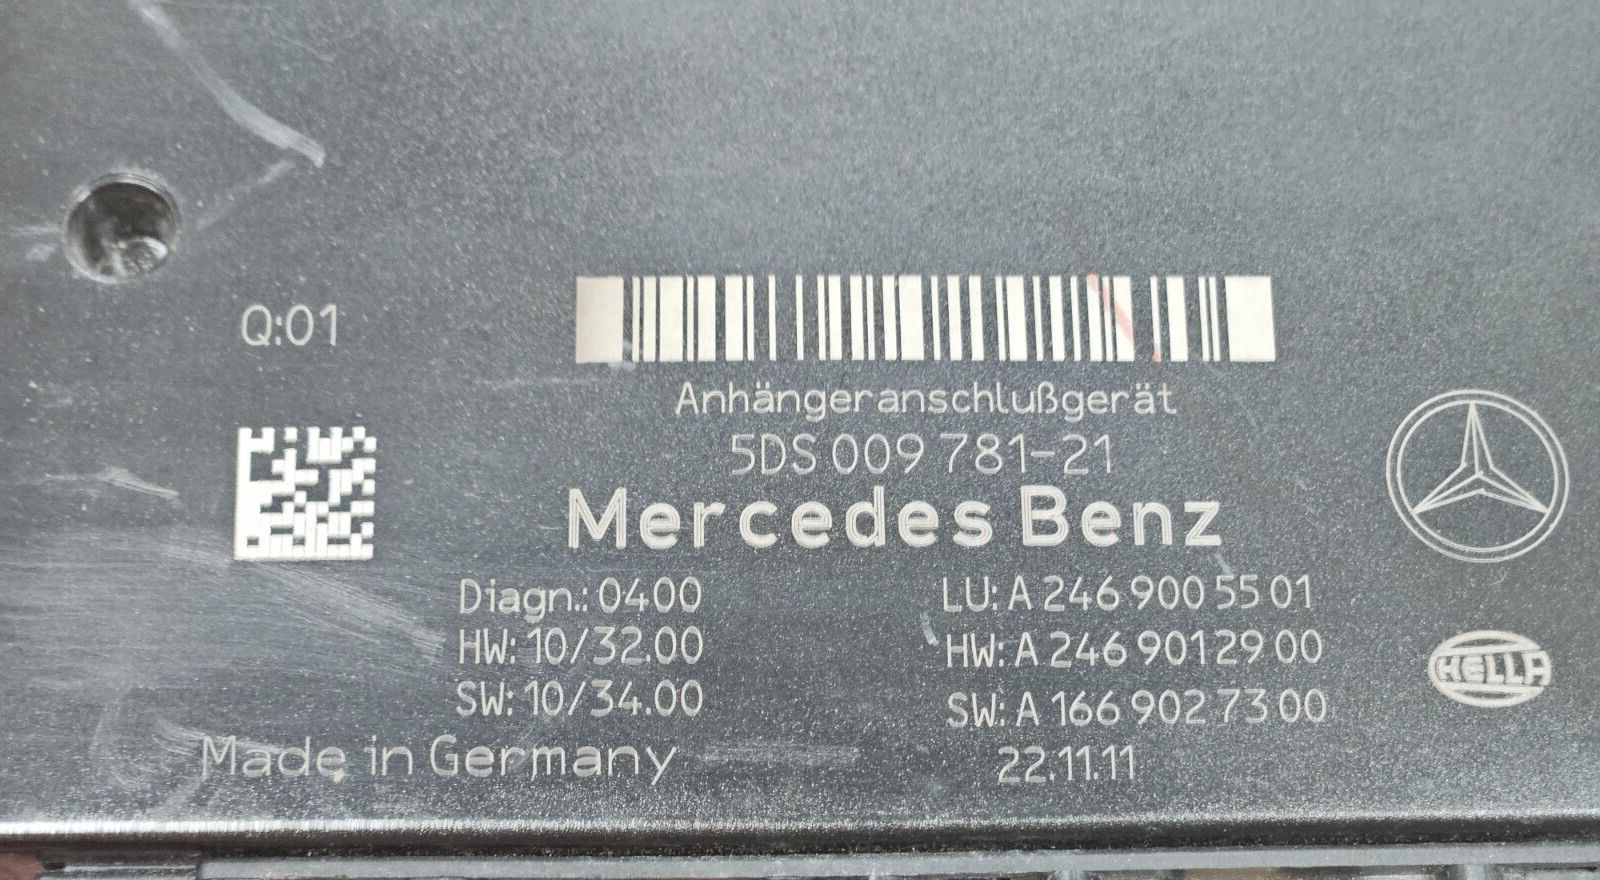 Q:01
Anhängeranschlußgerät
5DS 009 781-21
Mercedes Benz
Diagn.: 0400 LU: A 246 900 55 01
HW: 10/32.00 HW: A 246 901 29 00
SW: 10/34.00 SW: A 166 902 73 00
HELLA
Made in Germany 22.11.11